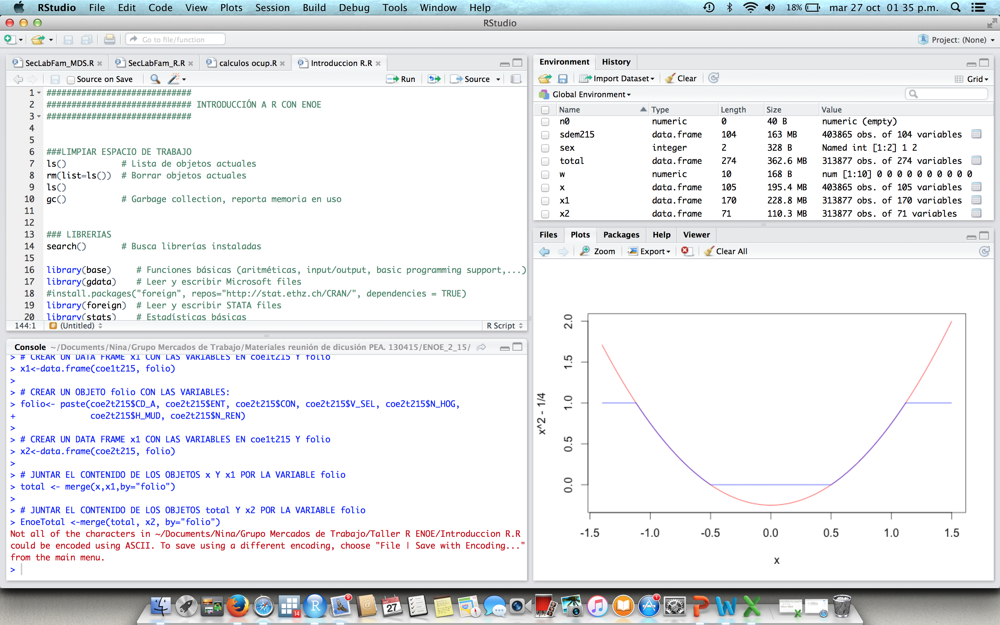 RStudio File Edit Code View Plots Session Build Debug Tools Window Help 18% mar 27 oct 01 35 p.m.
RStudio
Go to file/function Project: (None)
SecLabFam_MDS.R SecLabFam_R.R calculos ocup.R Introduccion R.R
Source on Save Run Source
1 #############################
2 ############################# INTRODUCCIÓN A R CON ENOE
3 #############################
4
5
6 ###LIMPIAR ESPACIO DE TRABAJO
7 ls() # Lista de objetos actuales
8 rm(list=ls()) # Borrar objetos actuales
9 ls()
10 gc() # Garbage collection, reporta memoria en uso
11
12
13 ### LIBRERIAS
14 search() # Busca librerías instaladas
15
16 library(base) # Funciones básicas (aritméticas, input/output, basic programming support,...)
17 library(gdata) # Leer y escribir Microsoft files
18 #install.packages("foreign", repos="http://stat.ethz.ch/CRAN/", dependencies = TRUE)
19 library(foreign) # Leer y escribir STATA files
20 library(stats) # Estadísticas básicas
144:1 (Untitled) R Script
Console ~/Documents/Nina/Grupo Mercados de Trabajo/Materiales reunión de dicusión PEA. 130415/ENOE_2_15/
> # CREAR UN DATA FRAME x1 CON LAS VARIABLES EN coe1t215 Y folio
> x1<-data.frame(coe1t215, folio)
>
> # CREAR UN OBJETO folio CON LAS VARIABLES:
> folio<- paste(coe2t215$CD_A, coe2t215$ENT, coe2t215$CON, coe2t215$V_SEL, coe2t215$N_HOG,
+ coe2t215$H_MUD, coe2t215$N_REN)
>
> # CREAR UN DATA FRAME x1 CON LAS VARIABLES EN coe1t215 Y folio
> x2<-data.frame(coe2t215, folio)
>
> # JUNTAR EL CONTENIDO DE LOS OBJETOS x Y x1 POR LA VARIABLE folio
> total <- merge(x,x1,by="folio")
>
> # JUNTAR EL CONTENIDO DE LOS OBJETOS total Y x2 POR LA VARIABLE folio
> EnoeTotal <-merge(total, x2, by="folio")
Not all of the characters in ~/Documents/Nina/Grupo Mercados de Trabajo/Taller R ENOE/Introduccion R.R
could be encoded using ASCII. To save using a different encoding, choose "File | Save with Encoding..."
from the main menu.
>
Environment History
Import Dataset Clear Grid
Global Environment
Name Type Length Size Value
n0 numeric 0 40 B numeric (empty)
sdem215 data.frame 104 163 MB 403865 obs. of 104 variables
sex integer 2 328 B Named int [1:2] 1 2
total data.frame 274 362.6 MB 313877 obs. of 274 variables
w numeric 10 168 B num [1:10] 0 0 0 0 0 0 0 0 0 0
x data.frame 105 195.4 MB 403865 obs. of 105 variables
x1 data.frame 170 228.8 MB 313877 obs. of 170 variables
x2 data.frame 71 110.3 MB 313877 obs. of 71 variables
Files Plots Packages Help Viewer
Zoom Export Clear All
2.0
1.5
1.0
0.5
0.0
x^2 - 1/4
-1.5 -1.0 -0.5 0.0 0.5 1.0 1.5
x
14 R 9 @ OCT 27 1 P W X